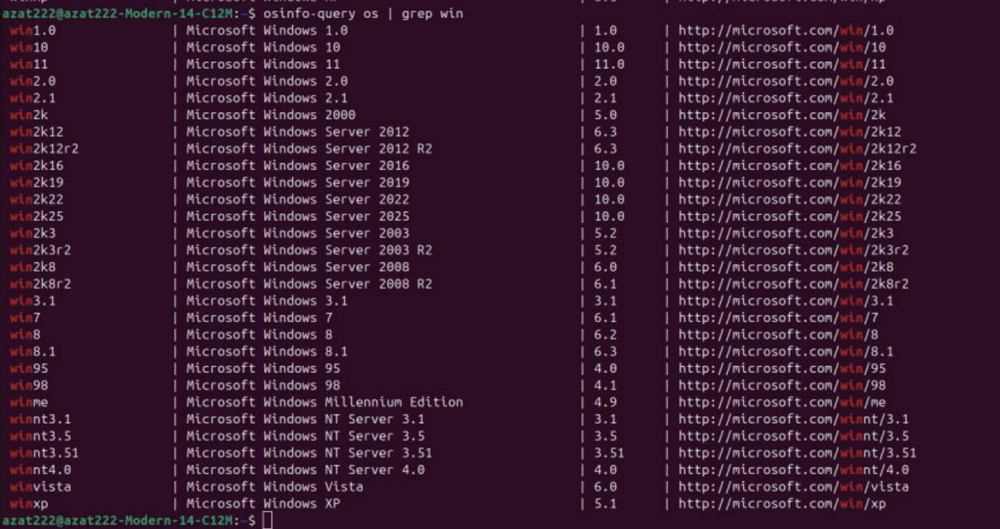 azat222@azat222-Modern-14-C12M:~$ osinfo-query os | grep win
win1.0 | Microsoft Windows 1.0 | 1.0 | http://microsoft.com/win/1.0
win10 | Microsoft Windows 10 | 10.0 | http://microsoft.com/win/10
win11 | Microsoft Windows 11 | 11.0 | http://microsoft.com/win/11
win2.0 | Microsoft Windows 2.0 | 2.0 | http://microsoft.com/win/2.0
win2.1 | Microsoft Windows 2.1 | 2.1 | http://microsoft.com/win/2.1
win2k | Microsoft Windows 2000 | 5.0 | http://microsoft.com/win/2k
win2k12 | Microsoft Windows Server 2012 | 6.3 | http://microsoft.com/win/2k12
win2k12r2 | Microsoft Windows Server 2012 R2 | 6.3 | http://microsoft.com/win/2k12r2
win2k16 | Microsoft Windows Server 2016 | 10.0 | http://microsoft.com/win/2k16
win2k19 | Microsoft Windows Server 2019 | 10.0 | http://microsoft.com/win/2k19
win2k22 | Microsoft Windows Server 2022 | 10.0 | http://microsoft.com/win/2k22
win2k25 | Microsoft Windows Server 2025 | 10.0 | http://microsoft.com/win/2k25
win2k3 | Microsoft Windows Server 2003 | 5.2 | http://microsoft.com/win/2k3
win2k3r2 | Microsoft Windows Server 2003 R2 | 5.2 | http://microsoft.com/win/2k3r2
win2k8 | Microsoft Windows Server 2008 | 6.0 | http://microsoft.com/win/2k8
win2k8r2 | Microsoft Windows Server 2008 R2 | 6.1 | http://microsoft.com/win/2k8r2
win3.1 | Microsoft Windows 3.1 | 3.1 | http://microsoft.com/win/3.1
win7 | Microsoft Windows 7 | 6.1 | http://microsoft.com/win/7
win8 | Microsoft Windows 8 | 6.2 | http://microsoft.com/win/8
win8.1 | Microsoft Windows 8.1 | 6.3 | http://microsoft.com/win/8.1
win95 | Microsoft Windows 95 | 4.0 | http://microsoft.com/win/95
win98 | Microsoft Windows 98 | 4.1 | http://microsoft.com/win/98
winme | Microsoft Windows Millennium Edition | 4.9 | http://microsoft.com/win/me
winnt3.1 | Microsoft Windows NT Server 3.1 | 3.1 | http://microsoft.com/winnt/3.1
winnt3.5 | Microsoft Windows NT Server 3.5 | 3.5 | http://microsoft.com/winnt/3.5
winnt3.51 | Microsoft Windows NT Server 3.51 | 3.51 | http://microsoft.com/winnt/3.51
winnt4.0 | Microsoft Windows NT Server 4.0 | 4.0 | http://microsoft.com/winnt/4.0
winvista | Microsoft Windows Vista | 6.0 | http://microsoft.com/win/vista
winxp | Microsoft Windows XP | 5.1 | http://microsoft.com/win/xp
azat222@azat222-Modern-14-C12M:~$